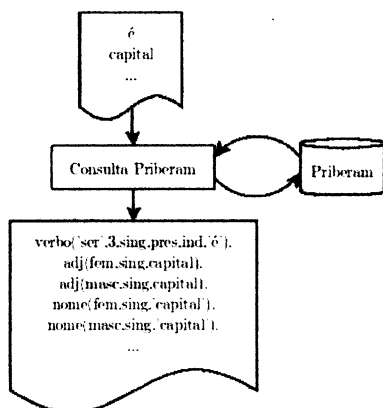 é
capital
...
Consulta Priberam
Priberam
verbo('ser',3,sing,pres,ind,'é').
adj(fem,sing,capital).
adj(masc,sing,capital).
nome(fem,sing,'capital').
nome(masc,sing,'capital').
...